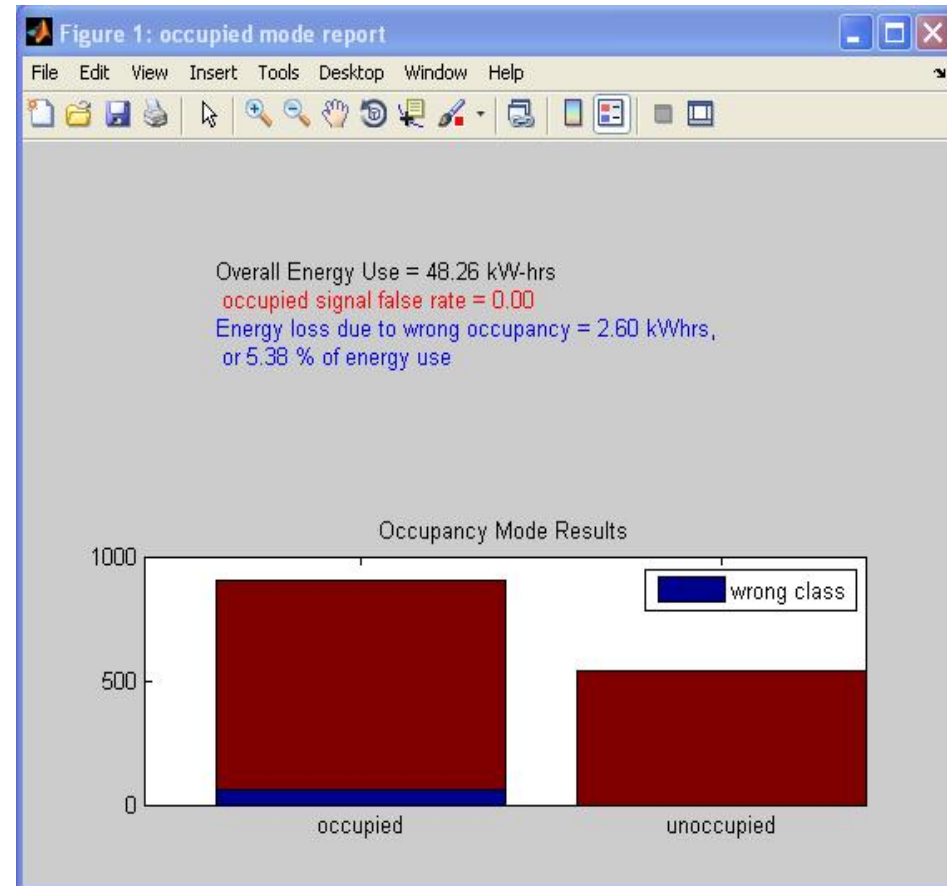 Figure 1: occupied mode report
File Edit View Insert Tools Desktop Window Help
Overall Energy Use = 48.26 kW-hrs
occupied signal false rate = 0.00
Energy loss due to wrong occupancy = 2.60 kWhrs,
or 5.38 % of energy use
Occupancy Mode Results
1000
wrong class
500
0
occupied unoccupied